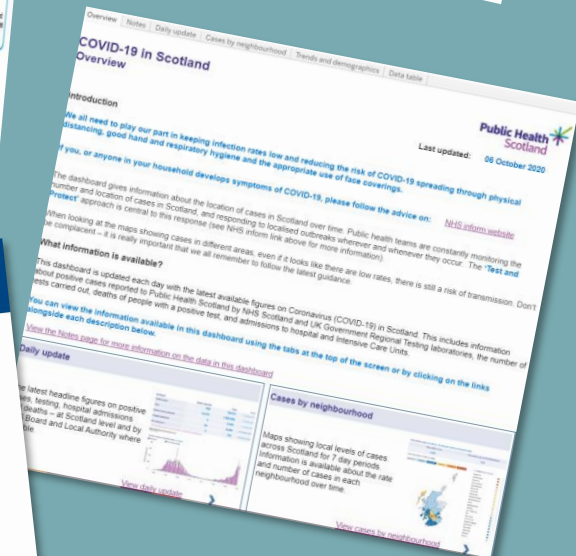 Overview Notes Daily update Cases by neighbourhood Trends and demographics Data table
COVID-19 in Scotland
Overview
Public Health
Scotland
Last updated: 06 October 2020
Introduction
We all need to play our part in keeping infection rates low and reducing the risk of COVID-19 spreading through physical
distancing, good hand and respiratory hygiene and the appropriate use of face coverings.
If you, or anyone in your household develops symptoms of COVID-19, please follow the advice on: NHS inform website
The dashboard gives information about the location of cases in Scotland over time. Public health teams are constantly monitoring the
number and location of cases in Scotland, and responding to localised outbreaks wherever and whenever they occur. The 'Test and
Protect' approach is central to this response (see NHS inform link above for more information).
When looking at the maps showing cases in different areas, even if it looks like there are low rates, there is still a risk of transmission. Don't
be complacent – it is really important that we all remember to follow the latest guidance.
What information is available?
This dashboard is updated each day with the latest available figures on Coronavirus (COVID-19) in Scotland. This includes information
about positive cases reported to Public Health Scotland by NHS Scotland and UK Government Regional Testing laboratories, the number of
tests carried out, deaths of people with a positive test, and admissions to hospital and Intensive Care Units.
You can view the information available in this dashboard using the tabs at the top of the screen or by clicking on the links
alongside each description below.
View the Notes page for more information on the data in this dashboard
Daily update
latest headline figures on positive
testing, hospital admissions
deaths – at Scotland level and by
Board and Local Authority where
View daily update
Cases by neighbourhood
Maps showing local levels of cases
across Scotland for 7 day periods.
Information is available about the rate
and number of cases in each
neighbourhood over time.
View cases by neighbourhood